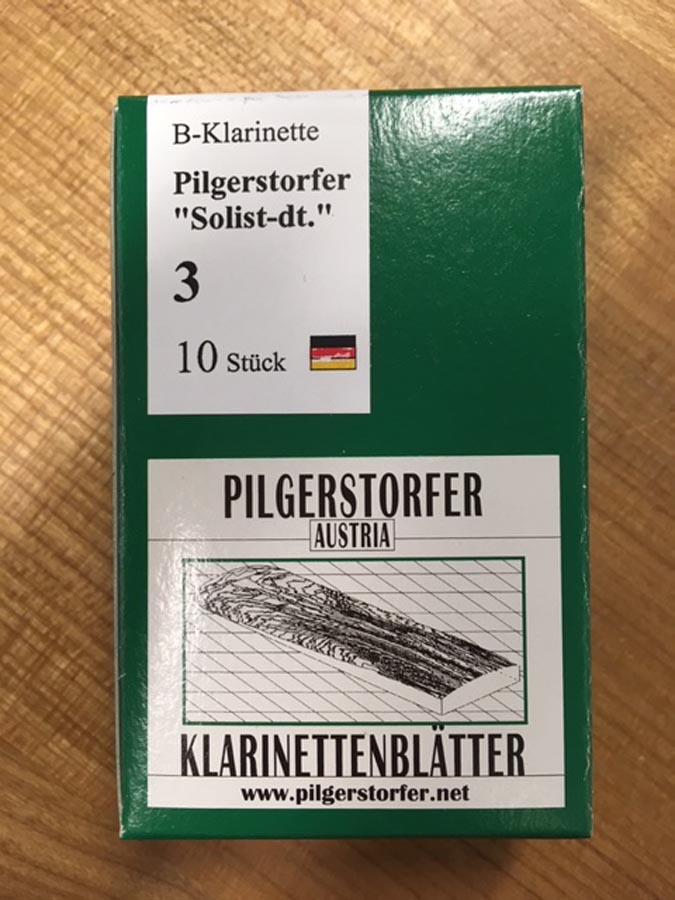 B-Klarinette
Pilgerstorfer
"Solist-dt."
3
10 Stück
PILGERSTORFER
AUSTRIA
KLARINETTENBLÄTTER
www.pilgerstorfer.net